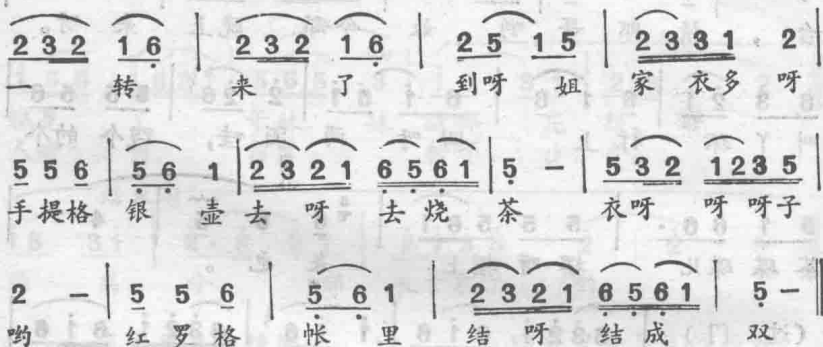 2 3 2 1 6 | 2 3 2 1 6 | 2 5 1 5 | 2 3 3 1 2 |
一 转 来 了 到呀 姐 家 衣多 呀
5 5 6 | 5 6 1 | 2 3 2 1 6 5 6 1 | 5 － | 5 3 2 1 2 3 5 |
手提格 银 壶 去 呀 去 烧 茶 衣呀 呀 呀子
2 － | 5 5 6 | 5 6 1 | 2 3 2 1 6 5 6 1 | 5 － ‖
哟 红 罗 格 帐 里 结 呀 结 成 双